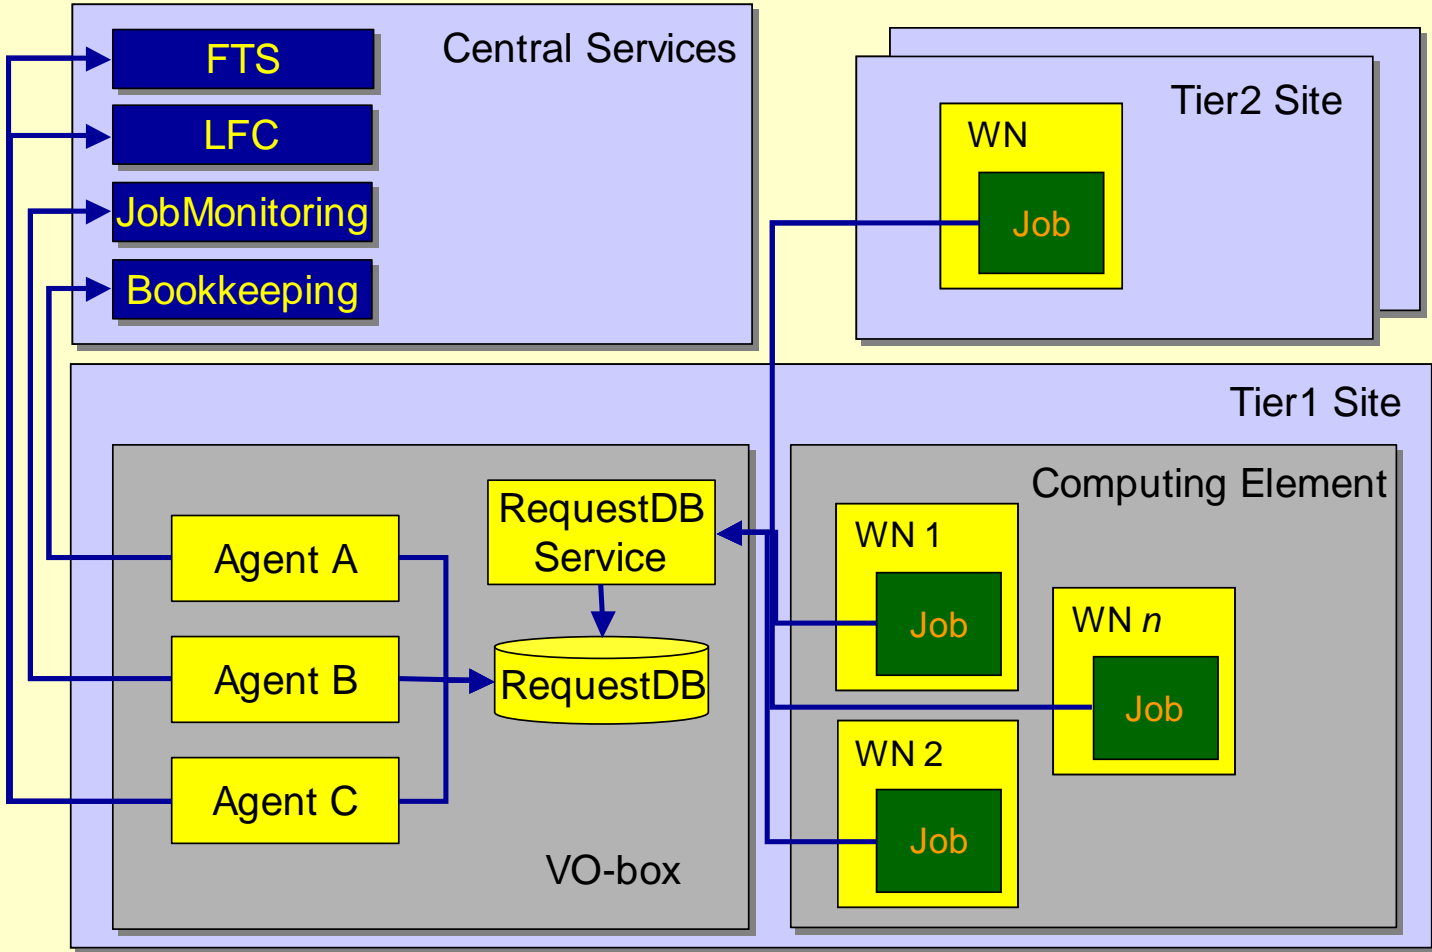 Central Services
FTS
LFC
JobMonitoring
Bookkeeping
Tier2 Site
WN
Job
Tier1 Site
RequestDB
Service
Agent A
Agent B
Agent C
RequestDB
VO-box
Computing Element
WN 1
Job
WN n
Job
WN 2
Job